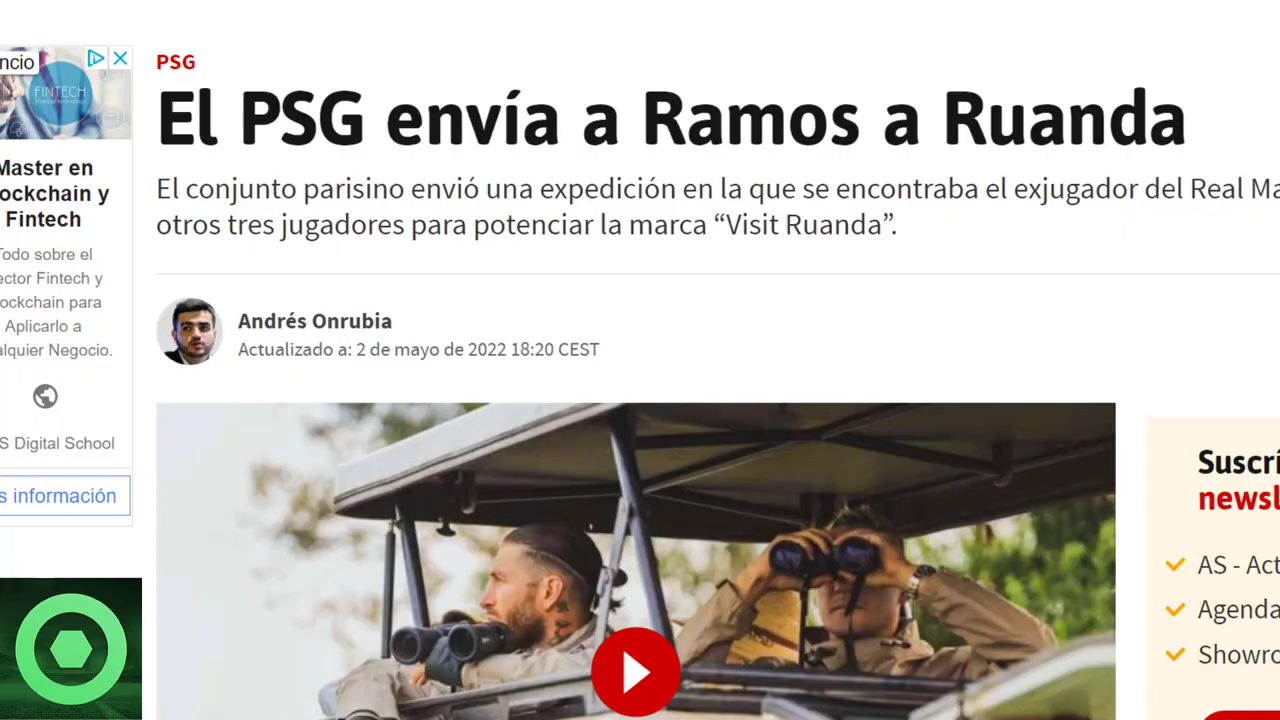 ncio
FINTECH
Master en
ockchain y
Fintech
Todo sobre el
ector Fintech y
ockchain para
Aplicarlo a
alquier Negocio.
S Digital School
s información
PSG
El PSG envía a Ramos a Ruanda
El conjunto parisino envió una expedición en la que se encontraba el exjugador del Real Ma
otros tres jugadores para potenciar la marca “Visit Ruanda”.
Andrés Onrubia
Actualizado a: 2 de mayo de 2022 18:20 CEST
Suscrí
newsl
AS - Act
Agenda
Showro